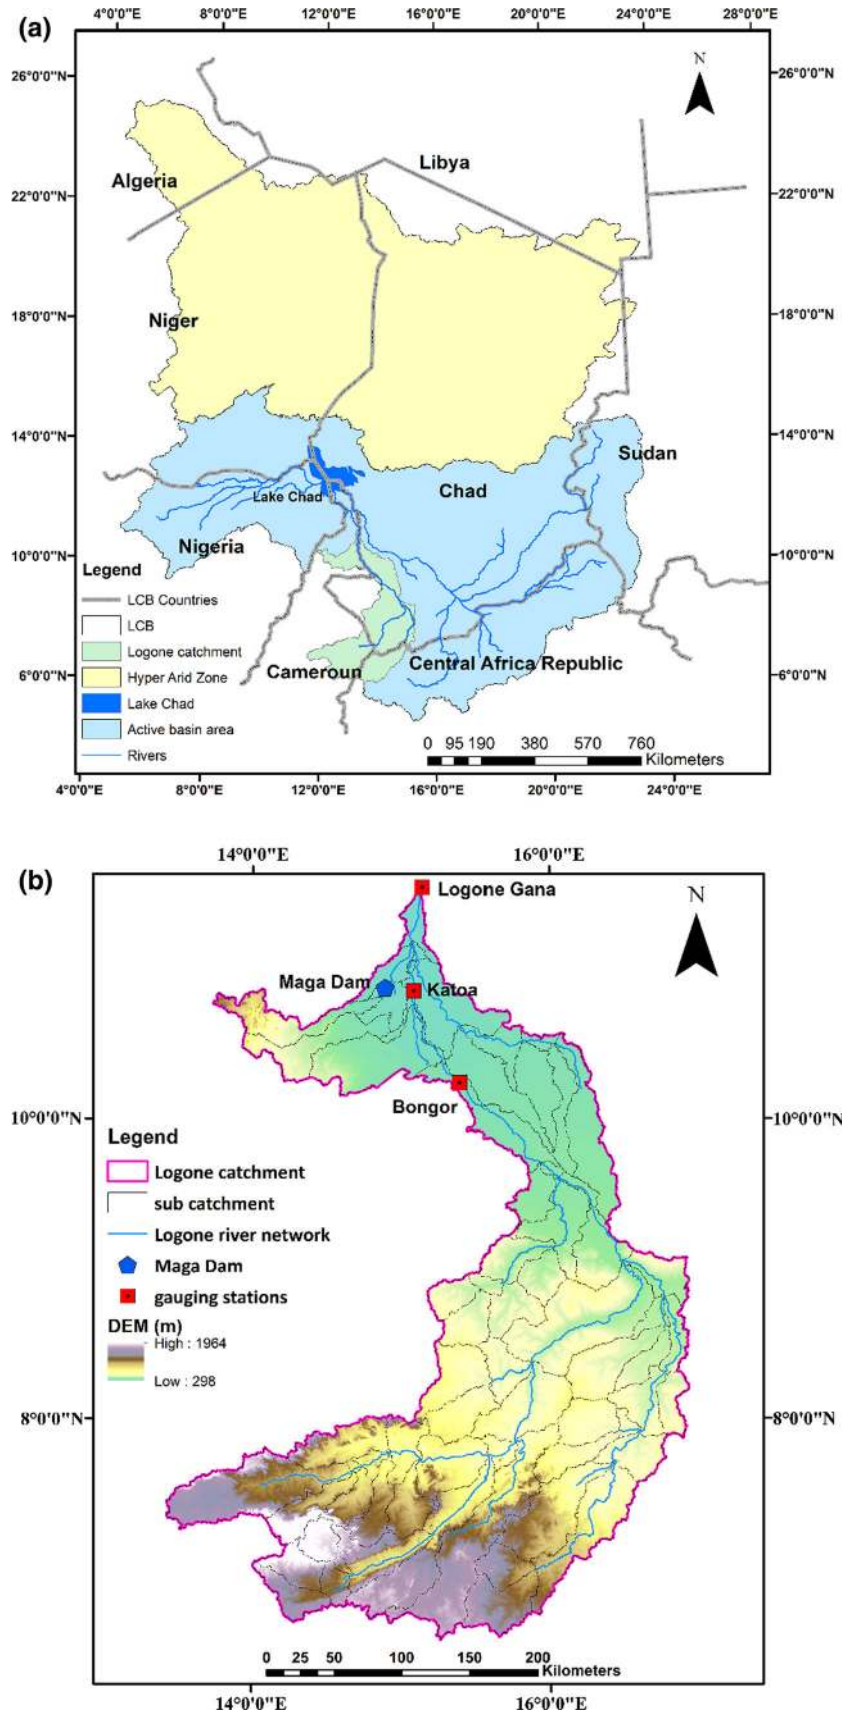 (a)
4°0'0"E 8°0'0"E 12°0'0"E 16°0'0"E 20°0'0"E 24°0'0"E
N
26°0'0"N 26°0'0"N
Libya
Algeria
22°0'0"N 22°0'0"N
Niger
18°0'0"N 18°0'0"N
14°0'0"N 14°0'0"N
Sudan
Chad
Lake Chad
Nigeria
10°0'0"N 10°0'0"N
Legend
LCB Countries
LCB
Logone catchment
Hyper Arid Zone
Lake Chad
Active basin area
Rivers
Cameroun
Central Africa Republic
6°0'0"N 6°0'0"N
0 95 190 380 570 760
Kilometers
4°0'0"E 8°0'0"E 12°0'0"E 16°0'0"E 20°0'0"E 24°0'0"E
(b)
14°0'0"E 16°0'0"E
N
Logone Gana
Maga Dam
Katoa
Bongor
10°0'0"N 10°0'0"N
Legend
Logone catchment
sub catchment
Logone river network
Maga Dam
gauging stations
DEM (m)
High : 1964
Low : 298
8°0'0"N 8°0'0"N
0 25 50 100 150 200
Kilometers
14°0'0"E 16°0'0"E